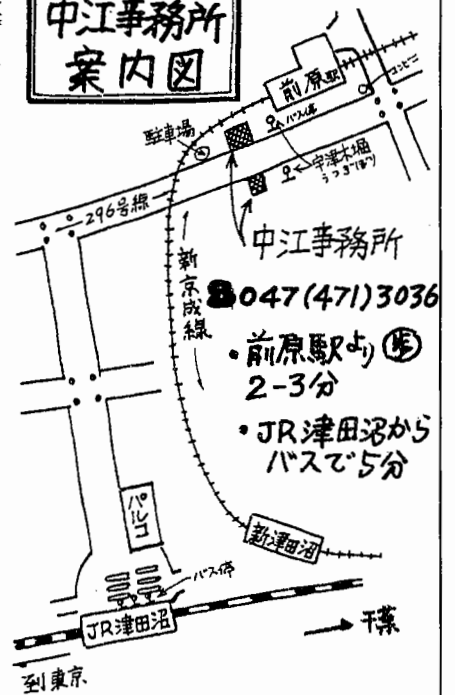 中江事務所
案内図
前原駅
コンビニ
バス停
駐車場
宇津木堀
うつぎぼり
296号線
中江事務所
新京成線
☎047(471)3036
・前原駅より歩
2-3分
・JR津田沼から
バスで5分
パルコ
新津田沼
バス停
JR津田沼
千葉
到東京